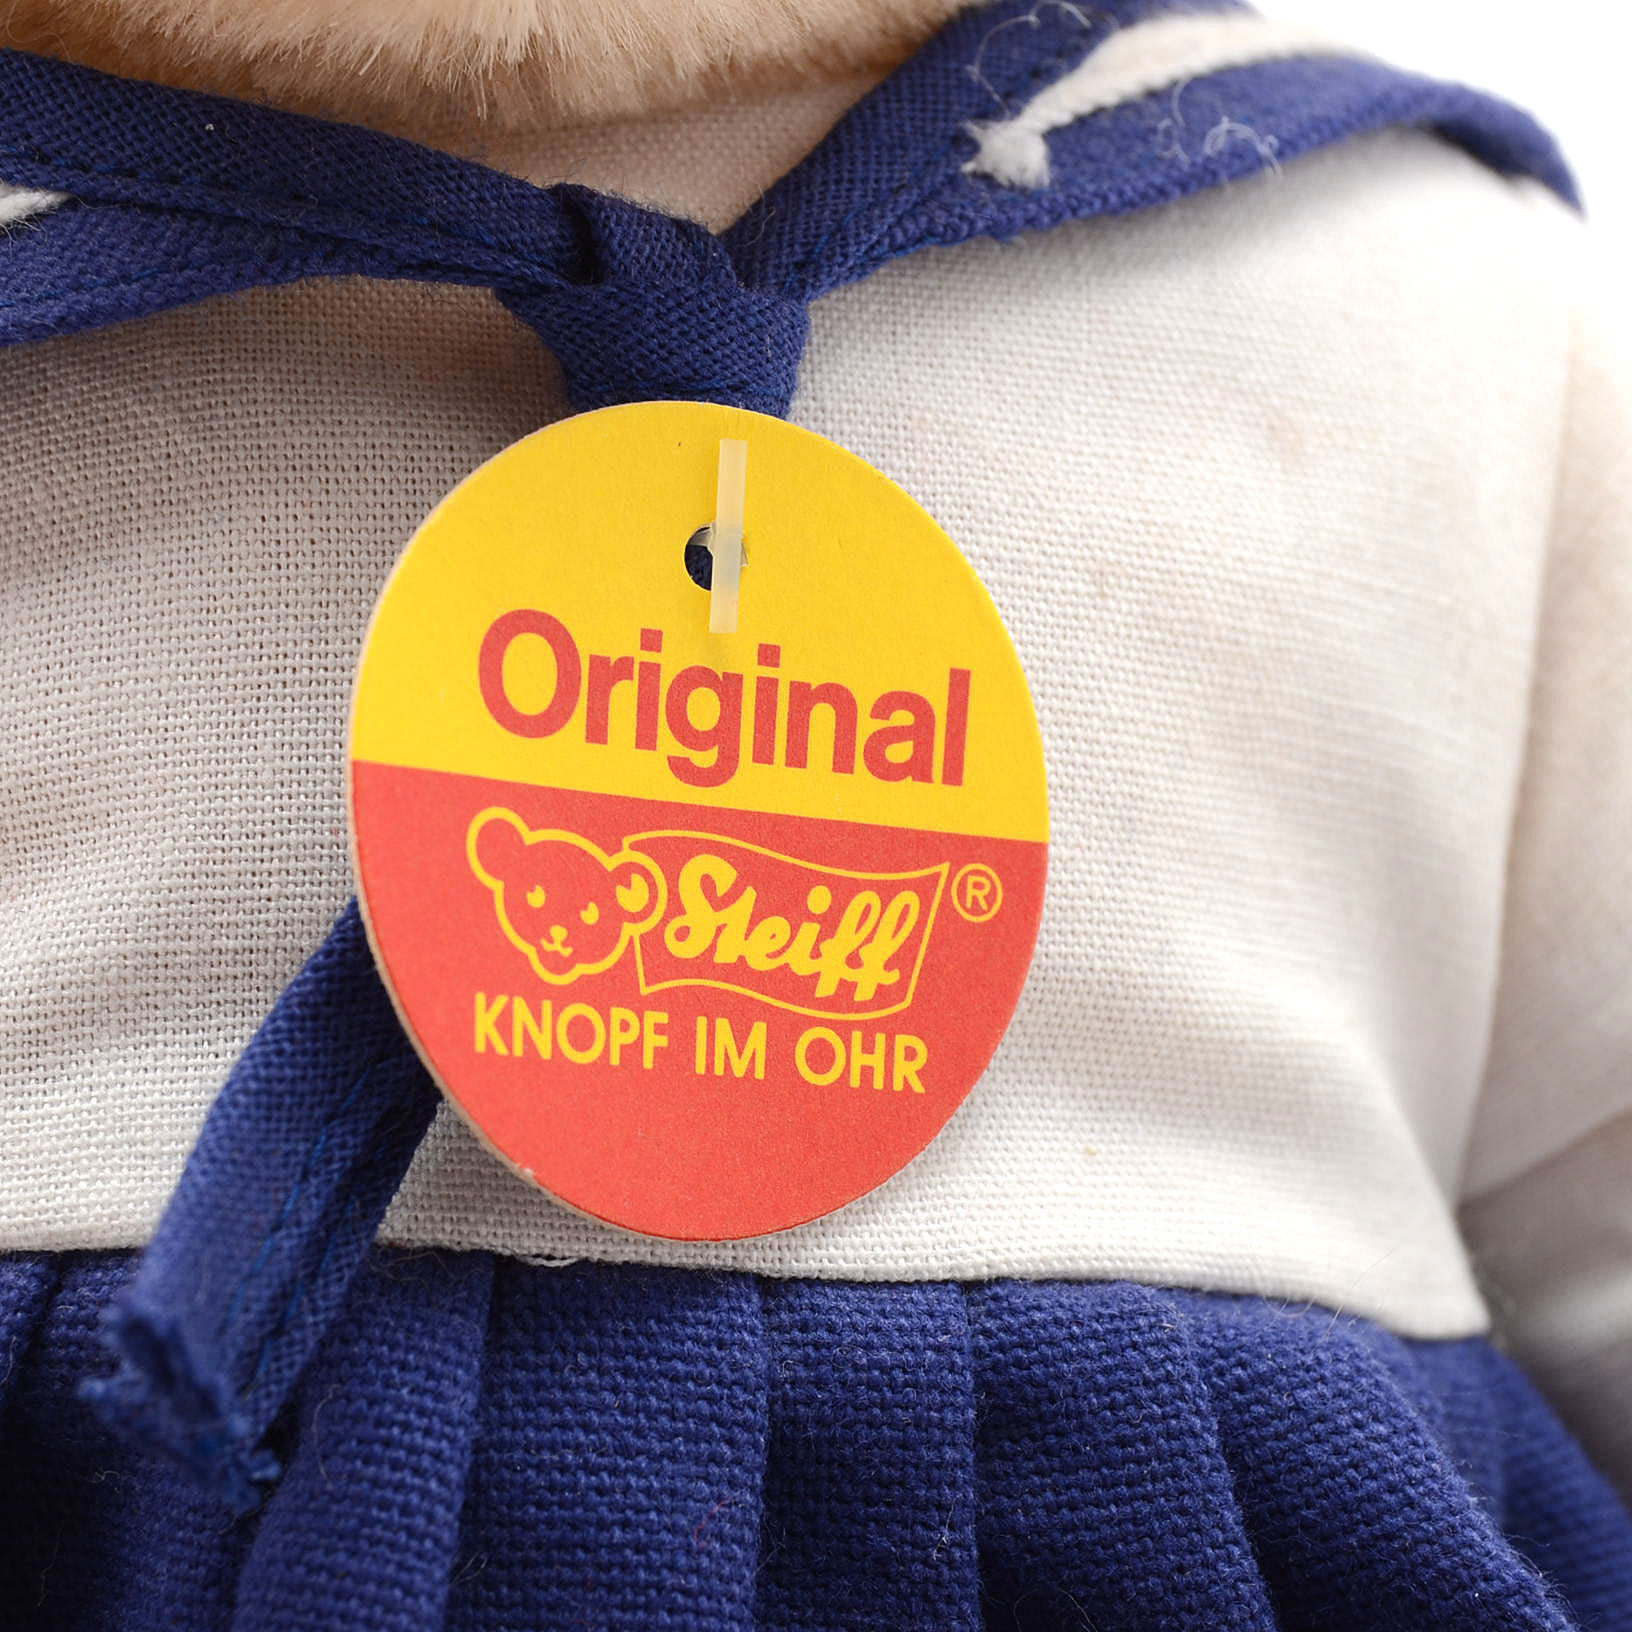 Original
Steiff ®
KNOPF IM OHR